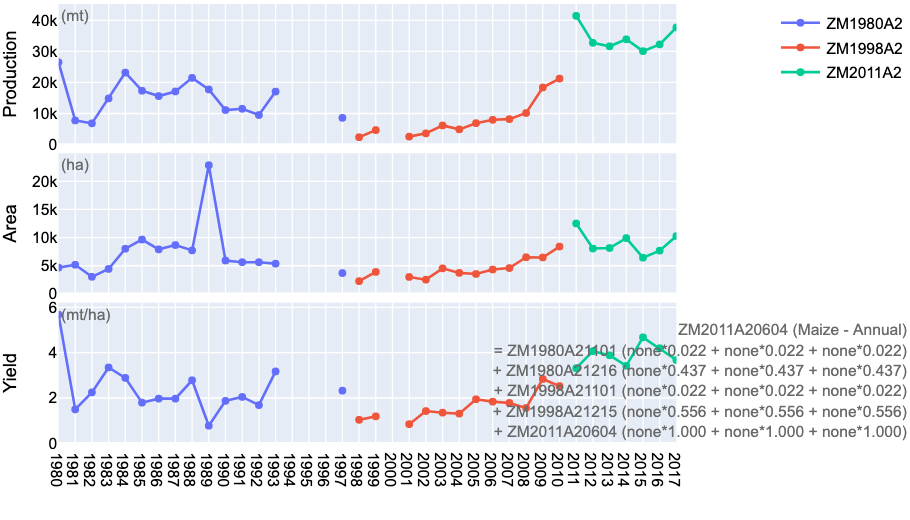 (mt)
Production
40k
30k
20k
10k
0
ZM1980A2
ZM1998A2
ZM2011A2
(ha)
Area
20k
15k
10k
5k
0
(mt/ha)
Yield
6
4
2
0
ZM2011A20604 (Maize - Annual)
= ZM1980A21101 (none*0.022 + none*0.022 + none*0.022)
+ ZM1980A21216 (none*0.437 + none*0.437 + none*0.437)
+ ZM1998A21101 (none*0.022 + none*0.022 + none*0.022)
+ ZM1998A21215 (none*0.556 + none*0.556 + none*0.556)
+ ZM2011A20604 (none*1.000 + none*1.000 + none*1.000)
1980
1981
1982
1983
1984
1985
1986
1987
1988
1989
1990
1991
1992
1993
1994
1995
1996
1997
1998
1999
2000
2001
2002
2003
2004
2005
2006
2007
2008
2009
2010
2011
2012
2013
2014
2015
2016
2017